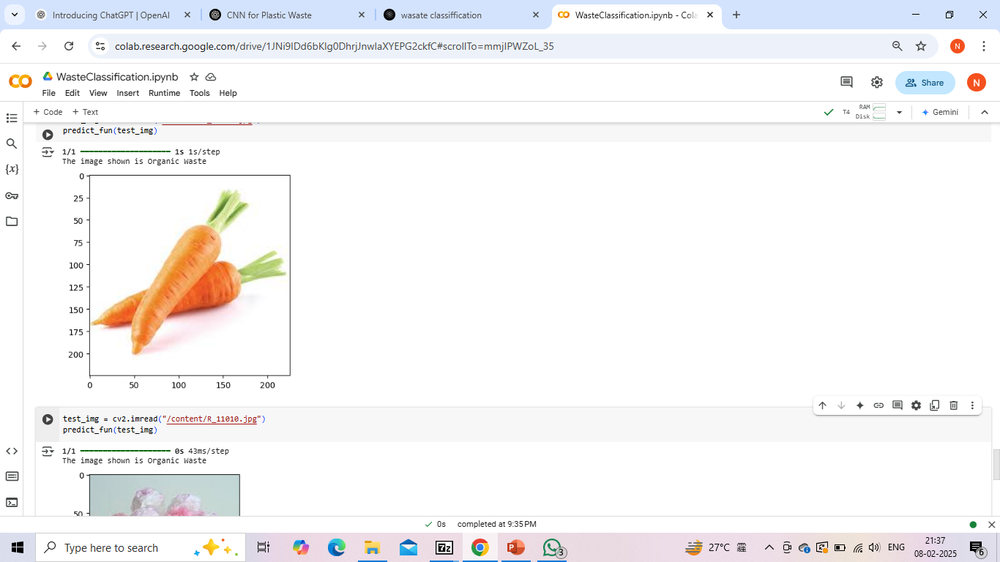 Introducing ChatGPT | OpenAI
CNN for Plastic Waste
wasate classiffication
WasteClassification.ipynb - Cola
colab.research.google.com/drive/1JNi9IDd6bKIg0DhrjJnwIaXYEPG2ckfC#scrollTo=mmjIPWZoL_35
N
WasteClassification.ipynb
File Edit View Insert Runtime Tools Help
Share
N
+ Code + Text
T4 RAM
Disk
Gemini
predict_fun(test_img)
1/1 1s 1s/step
The image shown is Organic Waste
0
25
50
75
100
125
150
175
200
0 50 100 150 200
test_img = cv2.imread("/content/R_11010.jpg")
predict_fun(test_img)
1/1 0s 43ms/step
The image shown is Organic Waste
0
50
0s completed at 9:35 PM
Type here to search
7z
3
27°C
ENG
21:37
08-02-2025
6